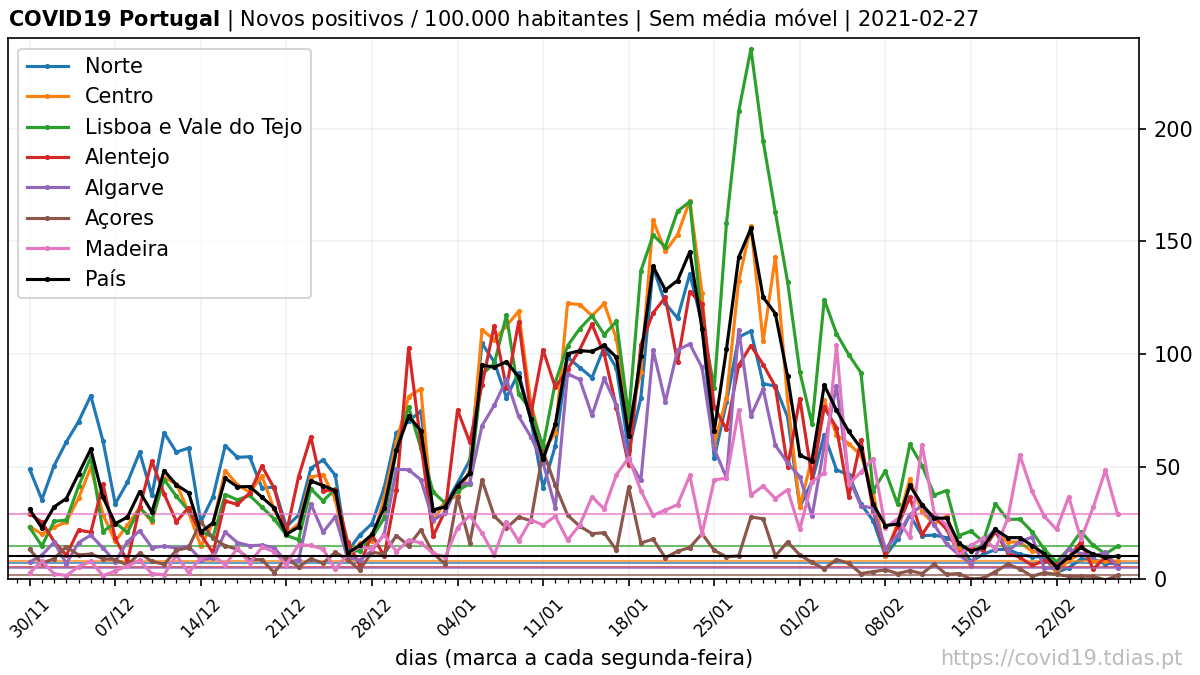 COVID19 Portugal | Novos positivos / 100.000 habitantes | Sem média móvel | 2021-02-27
Norte
Centro
Lisboa e Vale do Tejo
Alentejo
Algarve
Açores
Madeira
País
200
150
100
50
0
30/11 07/12 14/12 21/12 28/12 04/01 11/01 18/01 25/01 01/02 08/02 15/02 22/02
dias (marca a cada segunda-feira)
https://covid19.tdias.pt